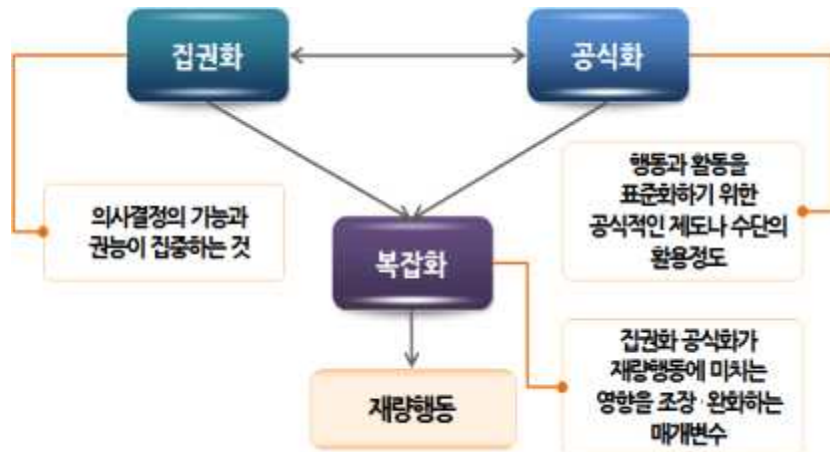 집권화
공식화
의사결정의 기능과
권능이 집중하는 것
행동과 활동을
표준화하기 위한
공식적인 제도나 수단의
활용정도
복잡화
집권화 공식화가
재량행동에 미치는
영향을 조장·완화하는
매개변수
재량행동